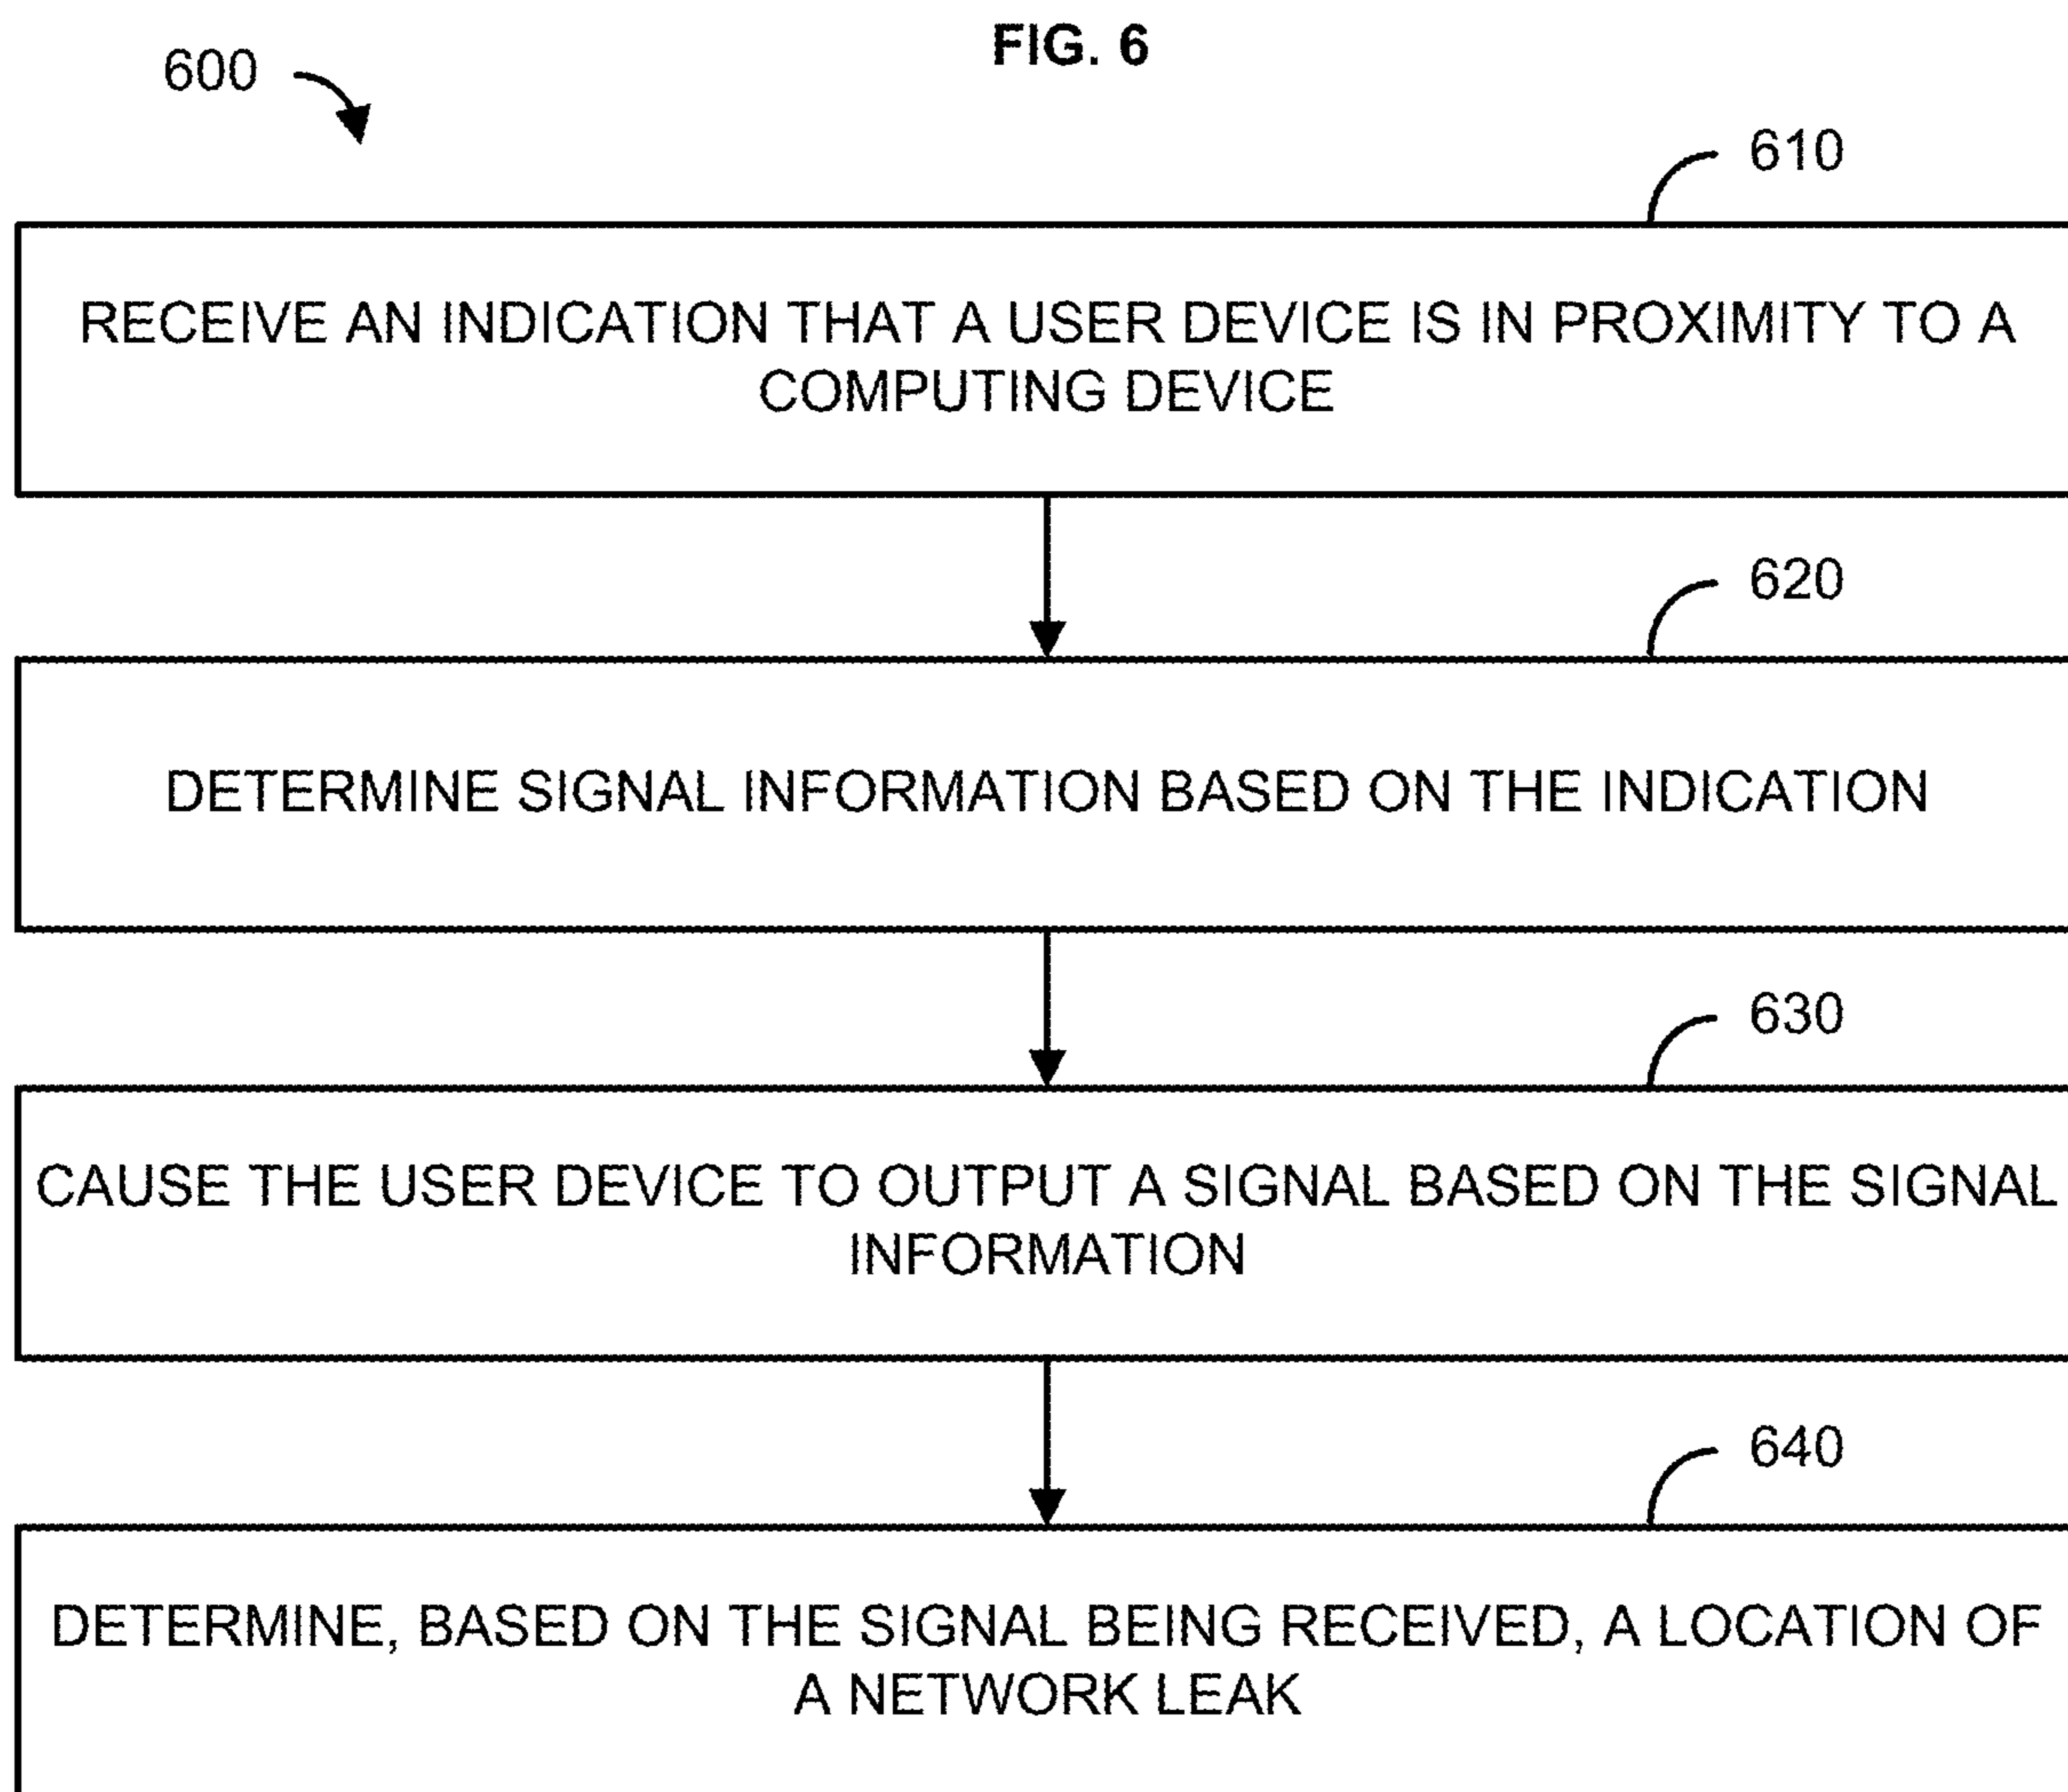 FIG. 6
600
610
RECEIVE AN INDICATION THAT A USER DEVICE IS IN PROXIMITY TO A
COMPUTING DEVICE
620
DETERMINE SIGNAL INFORMATION BASED ON THE INDICATION
630
CAUSE THE USER DEVICE TO OUTPUT A SIGNAL BASED ON THE SIGNAL
INFORMATION
640
DETERMINE, BASED ON THE SIGNAL BEING RECEIVED, A LOCATION OF
A NETWORK LEAK